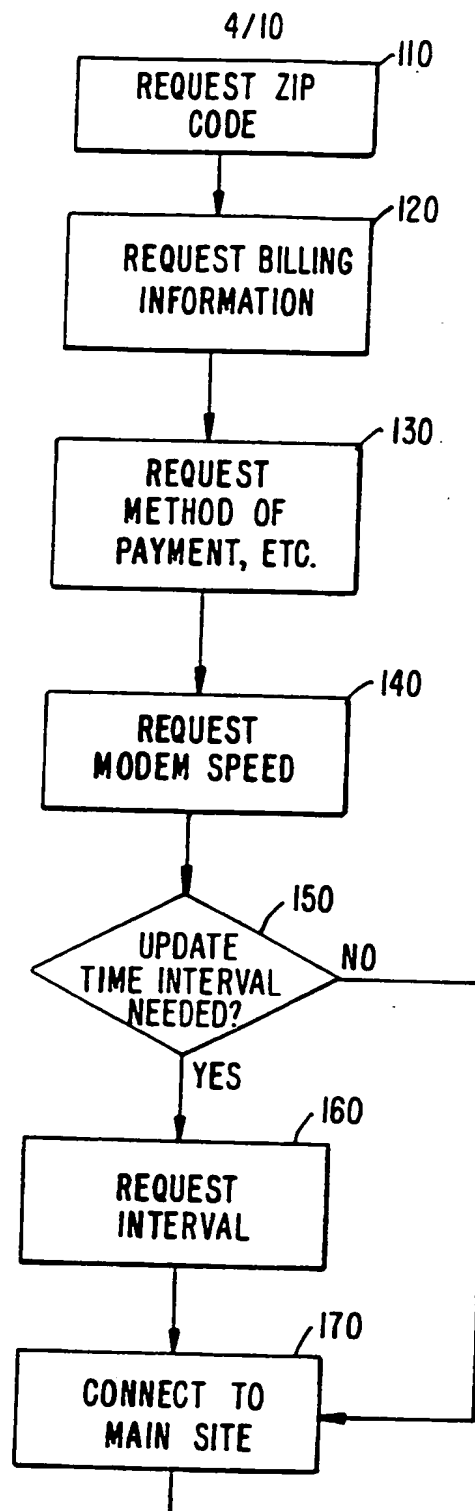 4/10
110
REQUEST ZIP
CODE
120
REQUEST BILLING
INFORMATION
130
REQUEST
METHOD OF
PAYMENT, ETC.
140
REQUEST
MODEM SPEED
150
UPDATE
TIME INTERVAL
NEEDED?
NO
YES
160
REQUEST
INTERVAL
170
CONNECT TO
MAIN SITE